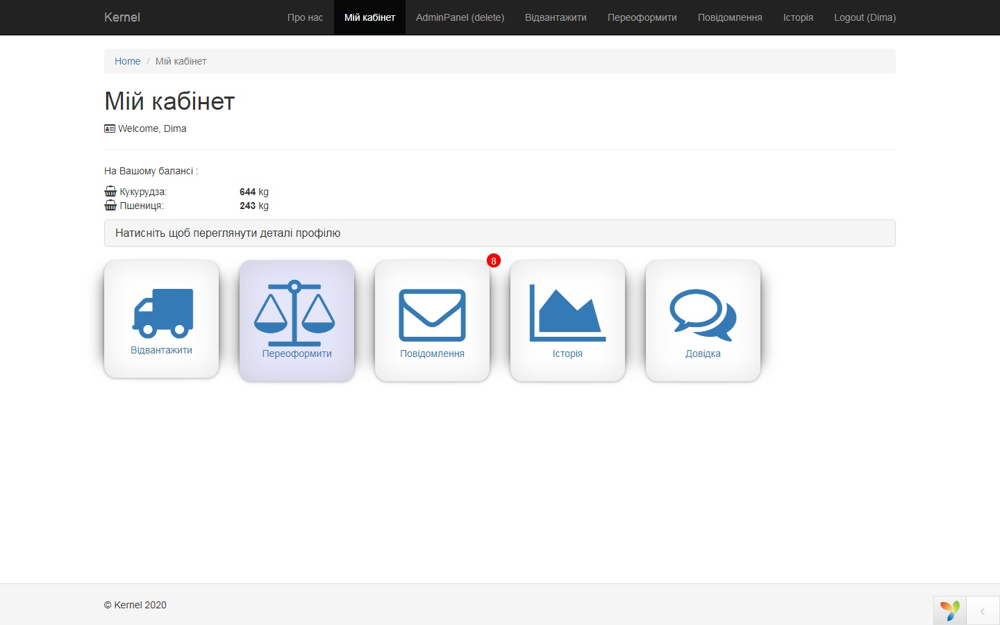 Kernel Про нас Мій кабінет AdminPanel (delete) Відвантажити Переоформити Повідомлення Історія Logout (Dima)
Home / Мій кабінет
Мій кабінет
Welcome, Dima
На Вашому балансі :
Кукурудза: 644 kg
Пшениця: 243 kg
Натисніть щоб переглянути деталі профілю
8
Відвантажити Переоформити Повідомлення Історія Довідка
© Kernel 2020